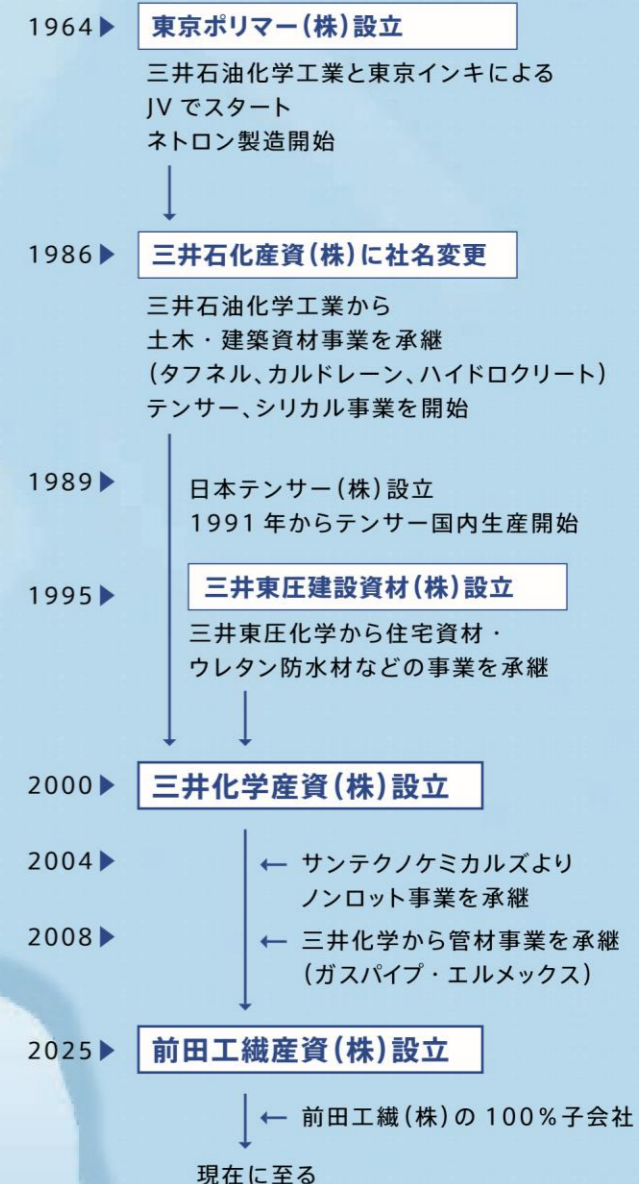 1964▶ 東京ポリマー(株)設立
三井石油化学工業と東京インキによる
JV でスタート
ネトロン製造開始
1986▶ 三井石化産資(株)に社名変更
三井石油化学工業から
土木・建築資材事業を承継
(タフネル、カルドレーン、ハイドロクリート)
テンサー、シリカル事業を開始
1989▶ 日本テンサー(株)設立
1991 年からテンサー国内生産開始
1995▶ 三井東圧建設資材(株)設立
三井東圧化学から住宅資材・
ウレタン防水材などの事業を承継
2000▶ 三井化学産資(株)設立
2004▶ ← サンテクノケミカルズより
ノンロット事業を承継
2008▶ ← 三井化学から管材事業を承継
(ガスパイプ・エルメックス)
2025▶ 前田工繊産資(株)設立
← 前田工繊(株)の 100%子会社
現在に至る